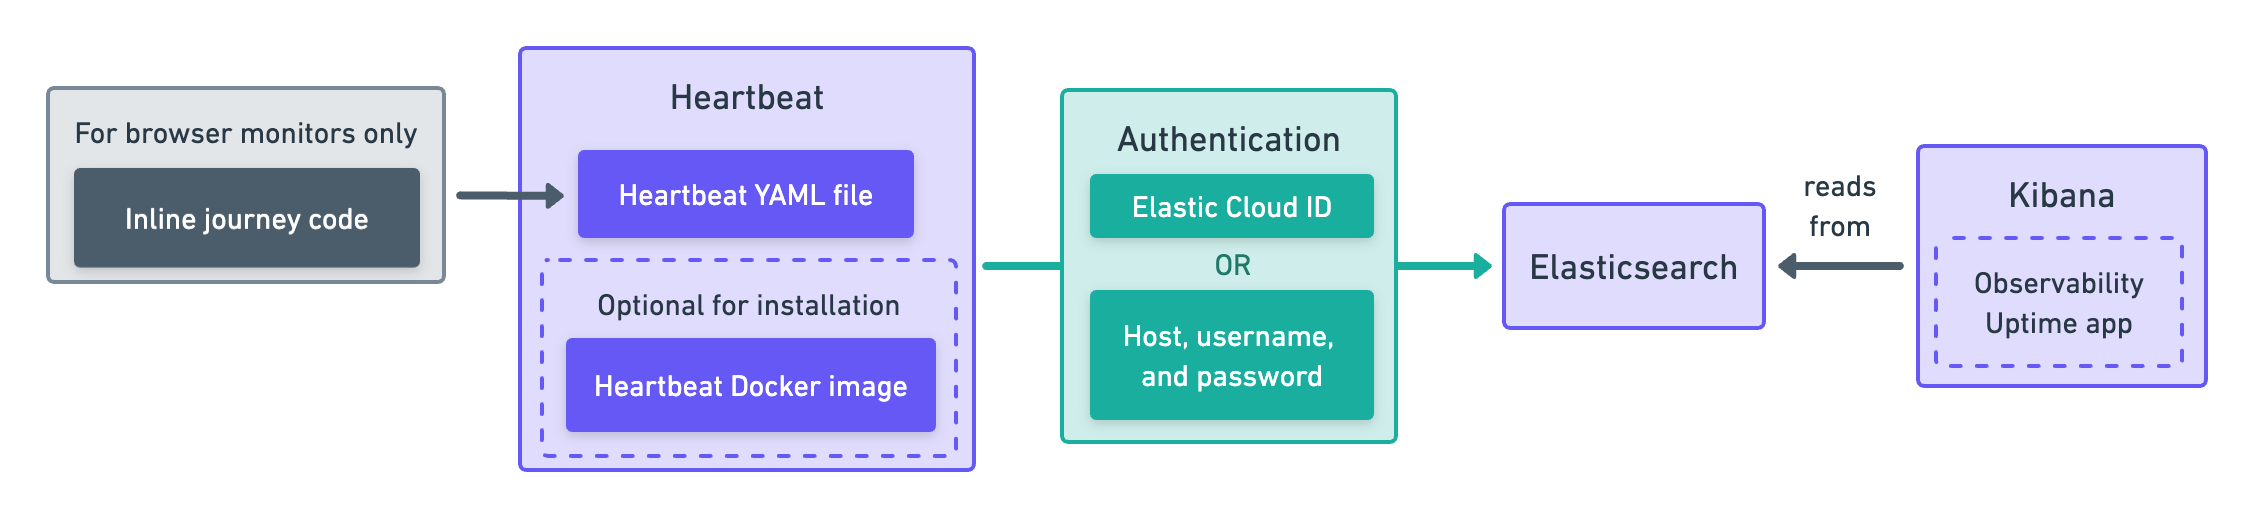 For browser monitors only
Inline journey code
Heartbeat
Heartbeat YAML file
Optional for installation
Heartbeat Docker image
Authentication
Elastic Cloud ID
OR
Host, username,
and password
Elasticsearch
reads
from
Kibana
Observability
Uptime app